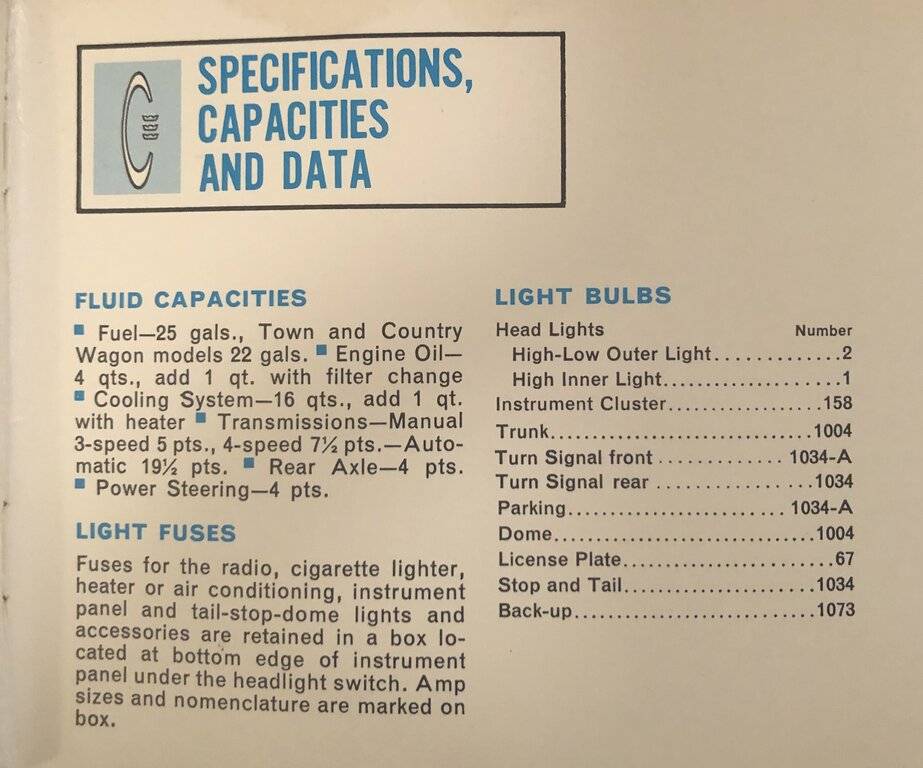 SPECIFICATIONS,
CAPACITIES
AND DATA
FLUID CAPACITIES
■ Fuel—25 gals., Town and Country
Wagon models 22 gals. ■ Engine Oil—
4 qts., add 1 qt. with filter change
■ Cooling System—16 qts., add 1 qt.
with heater ■ Transmissions—Manual
3-speed 5 pts., 4-speed 7½ pts.—Auto-
matic 19½ pts. ■ Rear Axle—4 pts.
■ Power Steering—4 pts.
LIGHT FUSES
Fuses for the radio, cigarette lighter,
heater or air conditioning, instrument
panel and tail-stop-dome lights and
accessories are retained in a box lo-
cated at bottom edge of instrument
panel under the headlight switch. Amp
sizes and nomenclature are marked on
box.
LIGHT BULBS
Head Lights Number
High-Low Outer Light.............2
High Inner Light....................1
Instrument Cluster.................158
Trunk...............................1004
Turn Signal front ............. 1034-A
Turn Signal rear ................1034
Parking........................ 1034-A
Dome..............................1004
License Plate........................67
Stop and Tail......................1034
Back-up...........................1073